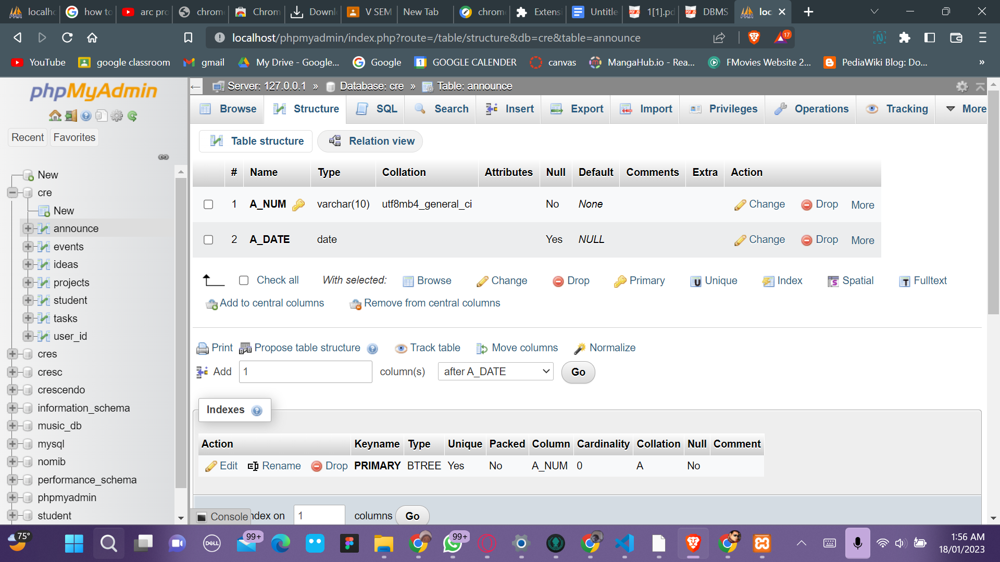 localho
how to
arc pro
chrome
Chrom
Downl
V SEM
New Tab
chrome
Extensi
Untitle
1[1].pd
DBMS
loc
localhost/phpmyadmin/index.php?route=/table/structure&db=cre&table=announce
17
YouTube
google classroom
gmail
My Drive - Google...
Google
GOOGLE CALENDER
canvas
MangaHub.io - Rea...
FMovies Website 2...
PediaWiki Blog: Do...
»
phpMyAdmin
Recent
Favorites
New
cre
New
announce
events
ideas
projects
student
tasks
user_id
cres
cresc
crescendo
information_schema
music_db
mysql
nomib
performance_schema
phpmyadmin
student
Server: 127.0.0.1 » Database: cre » Table: announce
Browse Structure SQL Search Insert Export Import Privileges Operations Tracking More
Table structure Relation view
# Name Type Collation Attributes Null Default Comments Extra Action
1 A_NUM varchar(10) utf8mb4_general_ci No None Change Drop More
2 A_DATE date Yes NULL Change Drop More
Check all With selected: Browse Change Drop Primary Unique Index Spatial Fulltext
Add to central columns Remove from central columns
Print Propose table structure Track table Move columns Normalize
Add 1 column(s) after A_DATE Go
Indexes
Action Keyname Type Unique Packed Column Cardinality Collation Null Comment
Edit Rename Drop PRIMARY BTREE Yes No A_NUM 0 A No
Console ndex on 1 columns Go
75°
DELL
99+
99+
1:56 AM
18/01/2023